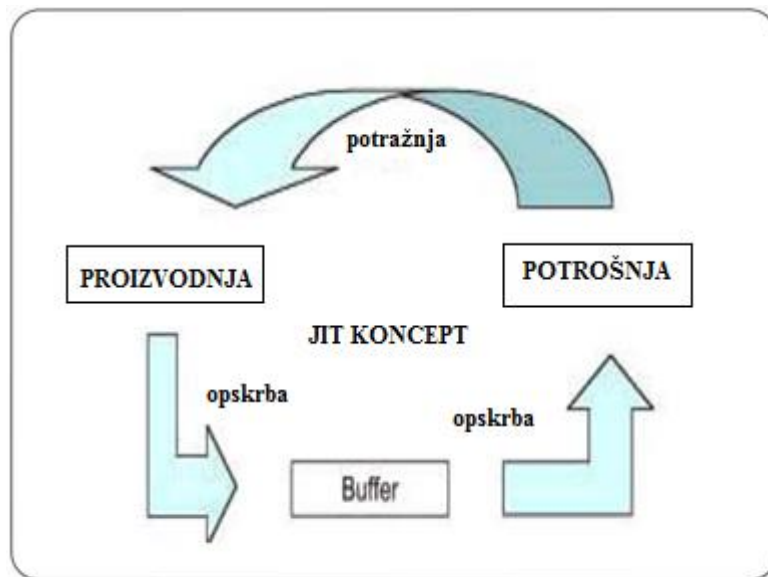 potražnja
PROIZVODNJA
POTROŠNJA
JIT KONCEPT
opskrba
opskrba
Buffer